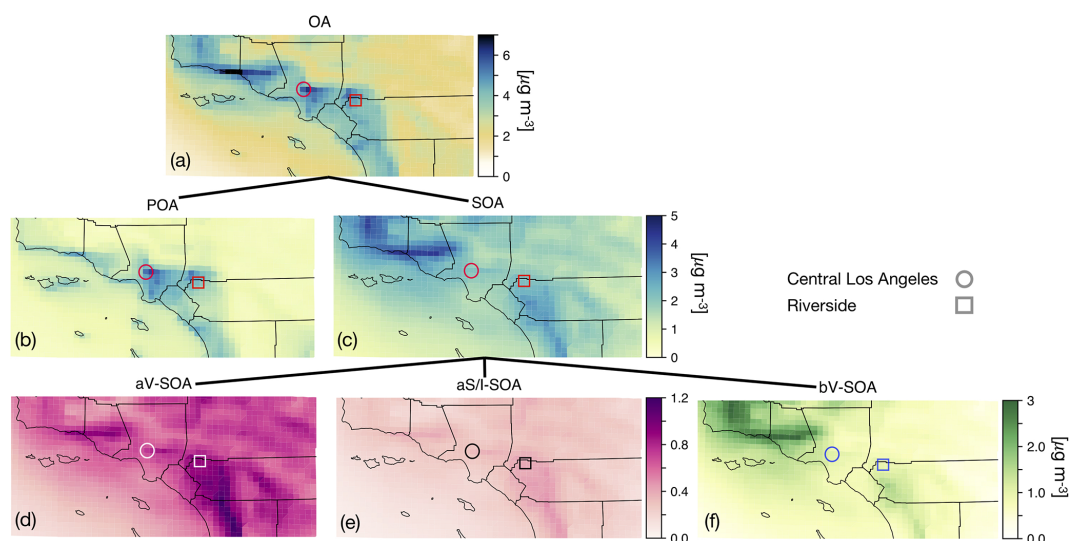 OA
6
4
2
0
[µg m-3]
(a)
POA
SOA
(b)
(c)
5
4
3
2
1
0
[µg m-3]
Central Los Angeles
Riverside
aV-SOA
aS/I-SOA
bV-SOA
(d)
(e)
1.2
0.8
0.4
0.0
(f)
3
2.0
1.0
0.0
[µg m-3]